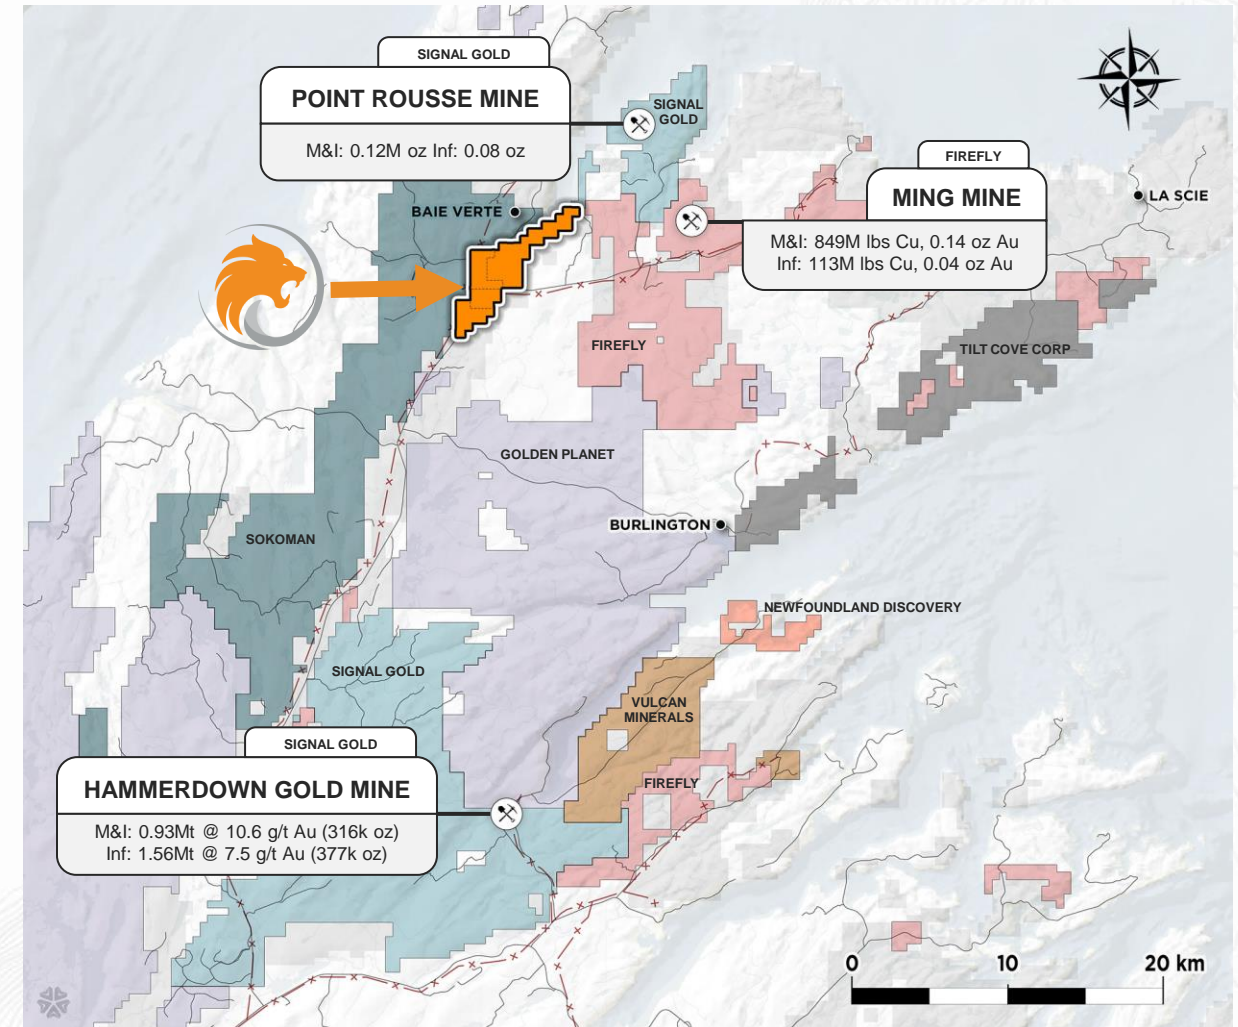 SIGNAL GOLD
POINT ROUSSE MINE
M&I: 0.12M oz Inf: 0.08 oz
SIGNAL
GOLD
FIREFLY
MING MINE
M&I: 849M lbs Cu, 0.14 oz Au
Inf: 113M lbs Cu, 0.04 oz Au
LA SCIE
BAIE VERTE
FIREFLY
TILT COVE CORP
GOLDEN PLANET
BURLINGTON
SOKOMAN
NEWFOUNDLAND DISCOVERY
SIGNAL GOLD
VULCAN
MINERALS
SIGNAL GOLD
HAMMERDOWN GOLD MINE
M&I: 0.93Mt @ 10.6 g/t Au (316k oz)
Inf: 1.56Mt @ 7.5 g/t Au (377k oz)
FIREFLY
0 10 20 km